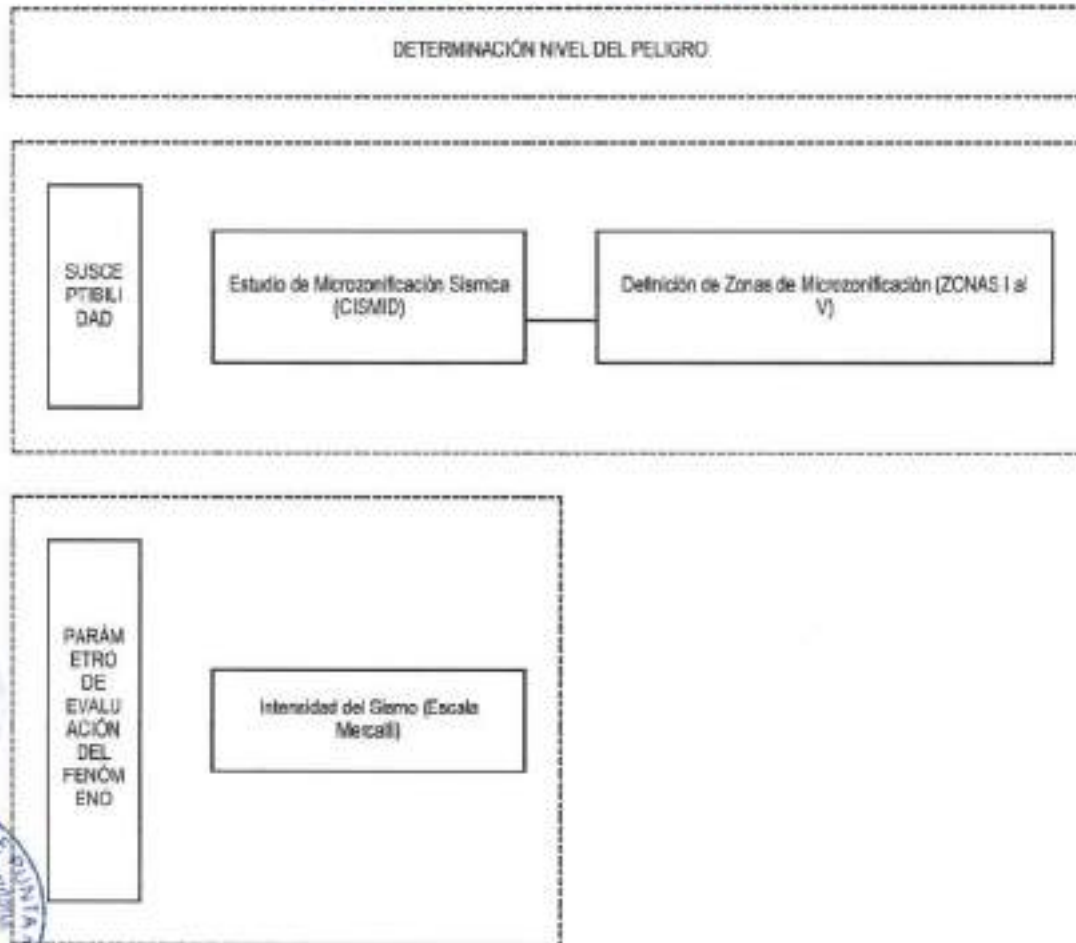 DETERMINACIÓN NIVEL DEL PELIGRO
SUSCE
PTIBILI
DAD
Estudio de Microzonificación Sísmica
(CISMID)
Definición de Zonas de Microzonificación (ZONAS I al
V)
PARÁM
ETRO
DE
EVALU
ACIÓN
DEL
FENÓM
ENO
Intensidad del Sismo (Escala
Mercalli)
PUNTA